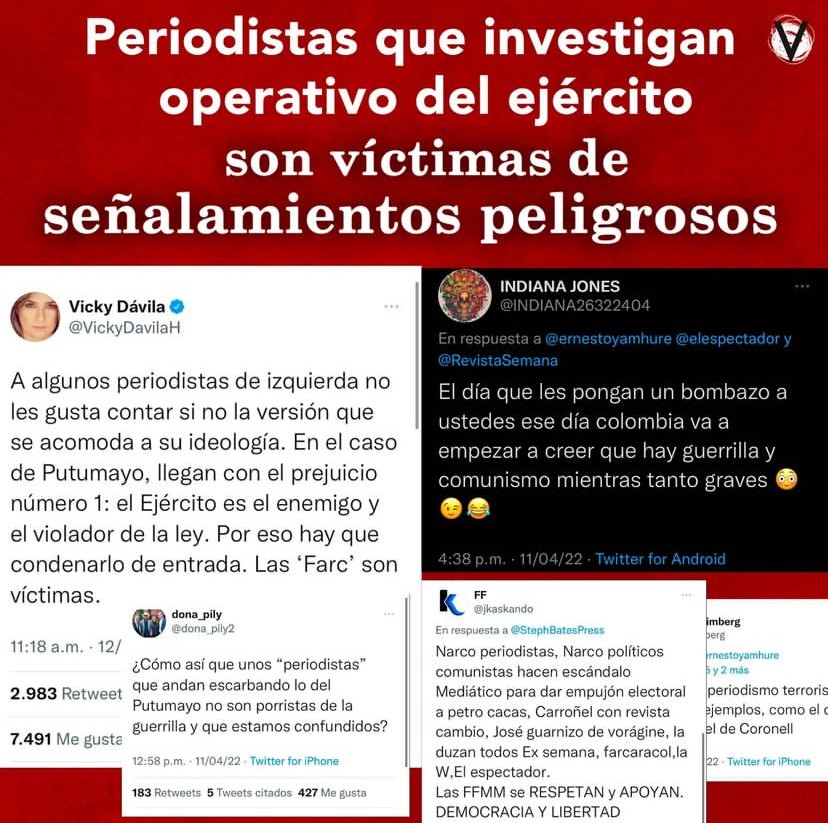 Periodistas que investigan
operativo del ejército
son víctimas de
señalamientos peligrosos
V
Vicky Dávila
@VickyDavilaH
A algunos periodistas de izquierda no
les gusta contar si no la versión que
se acomoda a su ideología. En el caso
de Putumayo, llegan con el prejuicio
número 1: el Ejército es el enemigo y
el violador de la ley. Por eso hay que
condenarlo de entrada. Las ‘Farc’ son
víctimas.
11:18 a.m. · 12/
2.983 Retweet
7.491 Me gusta
INDIANA JONES
@INDIANA26322404
En respuesta a @ernestoyamhure @elespectador y
@RevistaSemana
El día que les pongan un bombazo a
ustedes ese día colombia va a
empezar a creer que hay guerrilla y
comunismo mientras tanto graves 😳
😉😂
4:38 p.m. · 11/04/22 · Twitter for Android
dona_pily
@dona_pily2
¿Cómo así que unos “periodistas”
que andan escarbando lo del
Putumayo no son porristas de la
guerrilla y que estamos confundidos?
12:58 p.m. · 11/04/22 · Twitter for iPhone
183 Retweets 5 Tweets citados 427 Me gusta
FF
@jkaskando
En respuesta a @StephBatesPress
Narco periodistas, Narco políticos
comunistas hacen escándalo
Mediático para dar empujón electoral
a petro cacas, Carroñel con revista
cambio, José guarnizo de vorágine, la
duzan todos Ex semana, farcaracol,la
W,El espectador.
Las FFMM se RESPETAN y APOYAN.
DEMOCRACIA Y LIBERTAD
imberg
berg
rnestoyamhure
y 2 más
periodismo terroris
ejemplos, como el
el de Coronell
22 · Twitter for iPhone